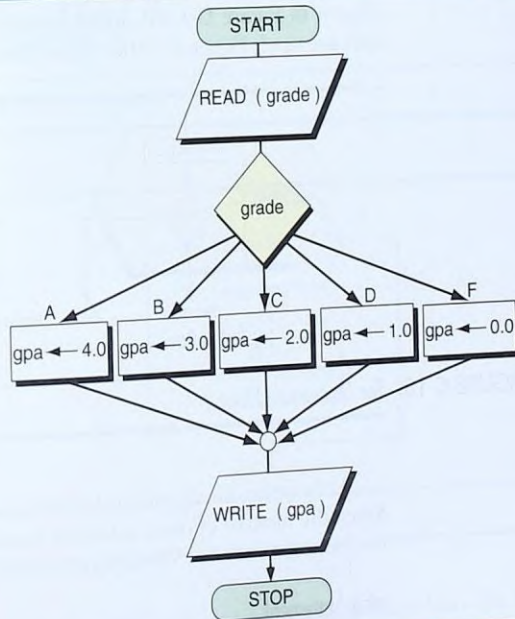 START
READ ( grade )
grade
A
B
C
D
F
gpa ← 4.0
gpa ← 3.0
gpa ← 2.0
gpa ← 1.0
gpa ← 0.0
WRITE ( gpa )
STOP